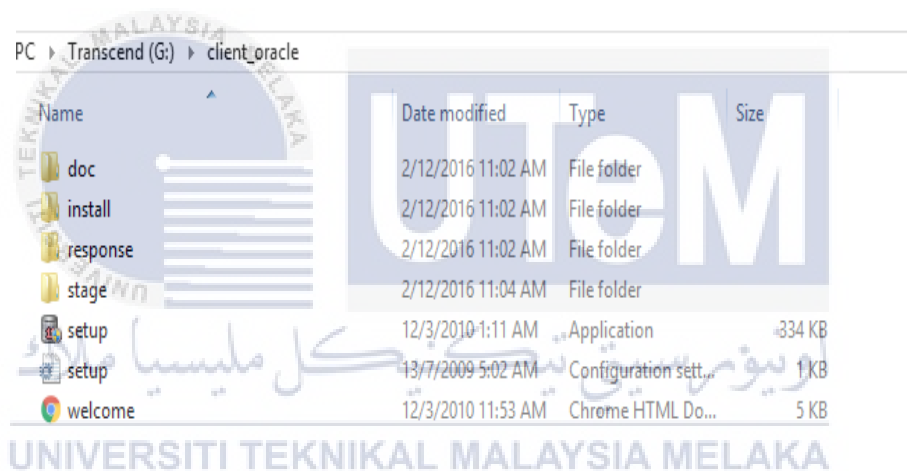 PC ▸ Transcend (G:) ▸ client_oracle
Name Date modified Type Size
doc 2/12/2016 11:02 AM File folder
install 2/12/2016 11:02 AM File folder
response 2/12/2016 11:02 AM File folder
stage 2/12/2016 11:04 AM File folder
setup 12/3/2010 1:11 AM Application 334 KB
setup 13/7/2009 5:02 AM Configuration sett... 1 KB
welcome 12/3/2010 11:53 AM Chrome HTML Do... 5 KB
UTeM
اونيۏرسيتي تيكنيكل مليسيا ملاك
UNIVERSITI TEKNIKAL MALAYSIA MELAKA